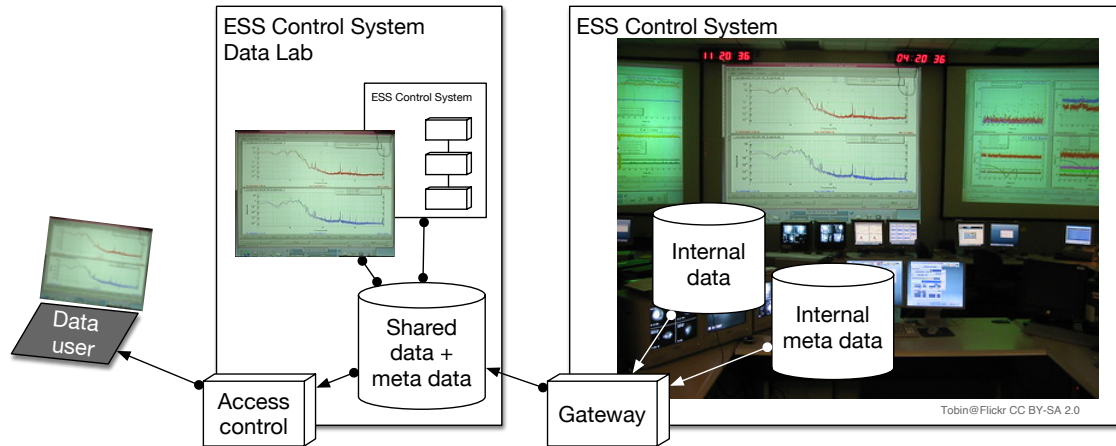 ESS Control System
Data Lab
ESS Control System
ESS Control System
11 20 36
04:20 36
Internal
data
Internal
meta data
Data
user
Shared
data +
meta data
Access
control
Gateway
Tobin@Flickr CC BY-SA 2.0